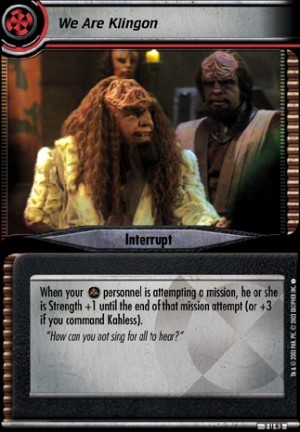 We Are Klingon
Interrupt
When your personnel is attempting a mission, he or she
is Strength +1 until the end of that mission attempt (or +3
if you command Kahless).
"How can you not sing for all to hear?"
2 U 93